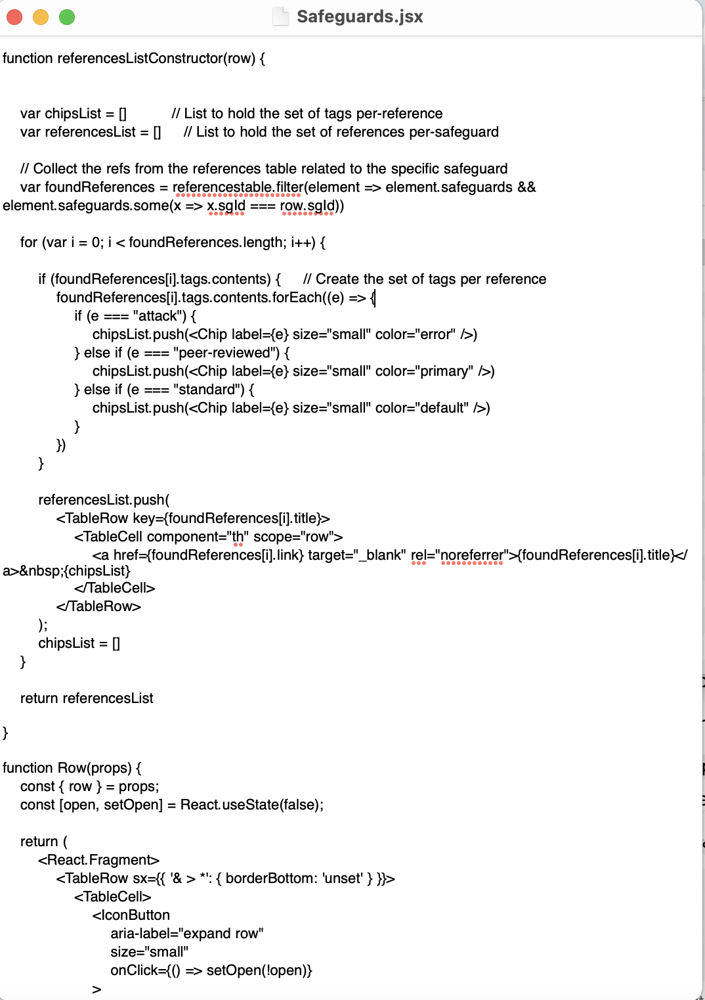 Safeguards.jsx
function referencesListConstructor(row) {
var chipsList = [] // List to hold the set of tags per-reference
var referencesList = [] // List to hold the set of references per-safeguard
// Collect the refs from the references table related to the specific safeguard
var foundReferences = referencestable.filter(element => element.safeguards &&
element.safeguards.some(x => x.sgId === row.sgId))
for (var i = 0; i < foundReferences.length; i++) {
if (foundReferences[i].tags.contents) { // Create the set of tags per reference
foundReferences[i].tags.contents.forEach((e) => {
if (e === "attack") {
chipsList.push(<Chip label={e} size="small" color="error" />)
} else if (e === "peer-reviewed") {
chipsList.push(<Chip label={e} size="small" color="primary" />)
} else if (e === "standard") {
chipsList.push(<Chip label={e} size="small" color="default" />)
}
})
}
referencesList.push(
<TableRow key={foundReferences[i].title}>
<TableCell component="th" scope="row">
<a href={foundReferences[i].link} target="_blank" rel="noreferrer">{foundReferences[i].title}</
a>&nbsp;{chipsList}
</TableCell>
</TableRow>
);
chipsList = []
}
return referencesList
}
function Row(props) {
const { row } = props;
const [open, setOpen] = React.useState(false);
return (
<React.Fragment>
<TableRow sx={{ '& > *': { borderBottom: 'unset' } }}>
<TableCell>
<IconButton
aria-label="expand row"
size="small"
onClick={() => setOpen(!open)}
>